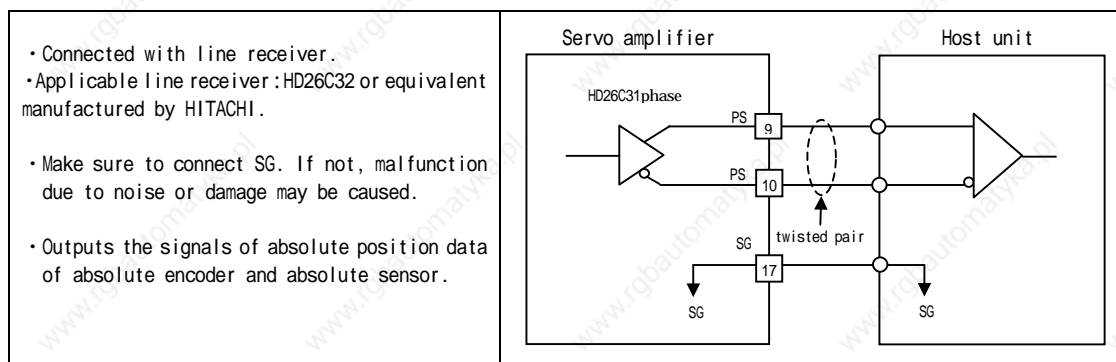 ・Connected with line receiver.
・Applicable line receiver:HD26C32 or equivalent
manufactured by HITACHI.
・Make sure to connect SG. If not, malfunction
due to noise or damage may be caused.
・Outputs the signals of absolute position data
of absolute encoder and absolute sensor.
Servo amplifier
Host unit
HD26C31phase
PS
9
PS
10
twisted pair
SG
17
SG
SG
www.rgbautomatyka.pl